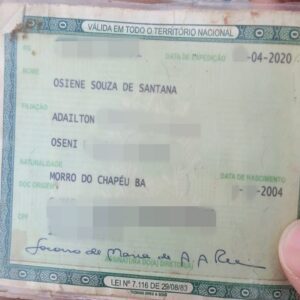 VÁLIDA EM TODO O TERRITÓRIO NACIONAL
DATA DE EXPEDIÇÃO -04-2020
NOME
OSIENE SOUZA DE SANTANA
FILIAÇÃO
ADAILTON
OSENI
NATURALIDADE DATA DE NASCIMENTO
MORRO DO CHAPÉU BA -2004
DOC ORIGEM
CPF
LEI Nº 7.116 DE 29/08/83